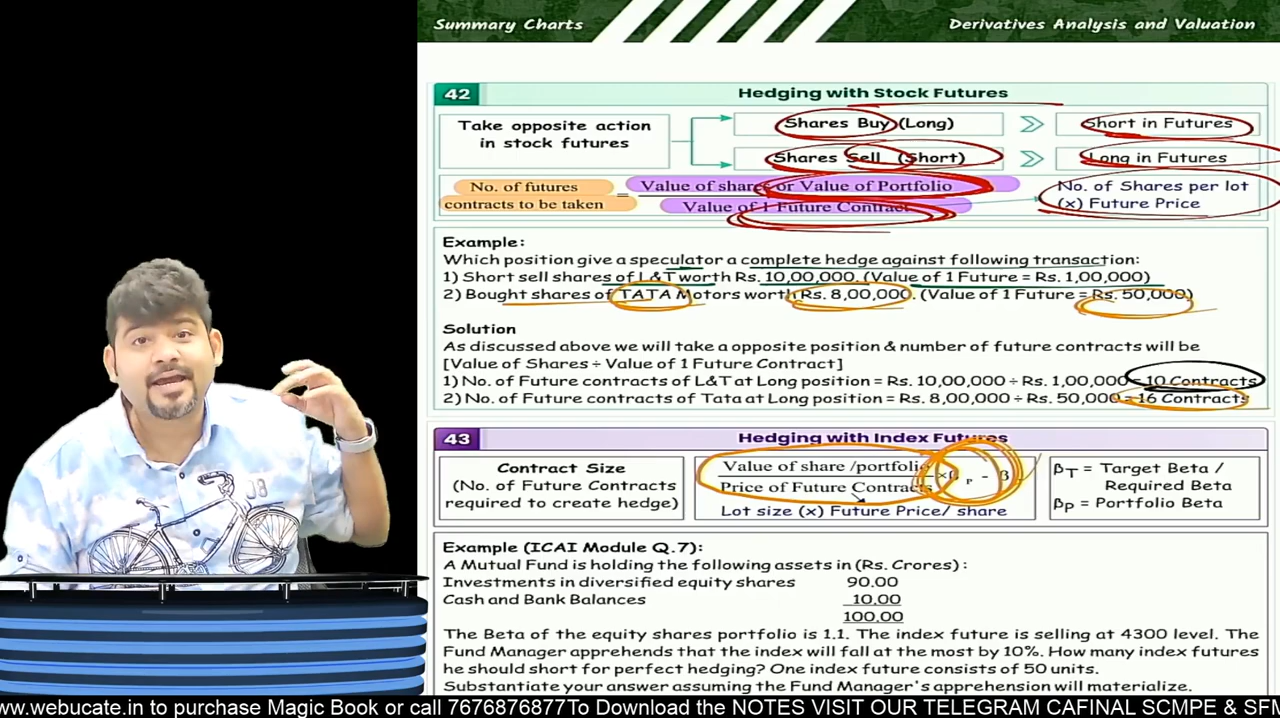 Summary Charts
Derivatives Analysis and Valuation
42
Hedging with Stock Futures
Take opposite action
in stock futures
Shares Buy (Long)
Short in Futures
Shares Sell (Short)
Long in Futures
No. of futures
contracts to be taken
=
Value of shares or Value of Portfolio
Value of 1 Future Contract
No. of Shares per lot
(x) Future Price
Example:
Which position give a speculator a complete hedge against following transaction:
1) Short sell shares of L&T worth Rs. 10,00,000. (Value of 1 Future = Rs. 1,00,000)
2) Bought shares of TATA Motors worth Rs. 8,00,000. (Value of 1 Future = Rs. 50,000)
Solution
As discussed above we will take a opposite position & number of future contracts will be
[Value of Shares ÷ Value of 1 Future Contract]
1) No. of Future contracts of L&T at Long position = Rs. 10,00,000 ÷ Rs. 1,00,000 = 10 Contracts
2) No. of Future contracts of Tata at Long position = Rs. 8,00,000 ÷ Rs. 50,000 = 16 Contracts
43
Hedging with Index Futures
Contract Size
(No. of Future Contracts
required to create hedge)
Value of share /portfolio
Price of Future Contracts
Lot size (x) Future Price/ share
βT = Target Beta /
Required Beta
βP = Portfolio Beta
Example (ICAI Module Q.7):
A Mutual Fund is holding the following assets in (Rs. Crores):
Investments in diversified equity shares 90.00
Cash and Bank Balances 10,00
100,00
The Beta of the equity shares portfolio is 1.1. The index future is selling at 4300 level. The
Fund Manager apprehends that the index will fall at the most by 10%. How many index futures
he should short for perfect hedging? One index future consists of 50 units.
Substantiate your answer assuming the Fund Manager's apprehension will materialize.
ww.webucate.in to purchase Magic Book or call 7676876877To Download the NOTES VISIT OUR TELEGRAM CAFINAL SCMPE & SFM